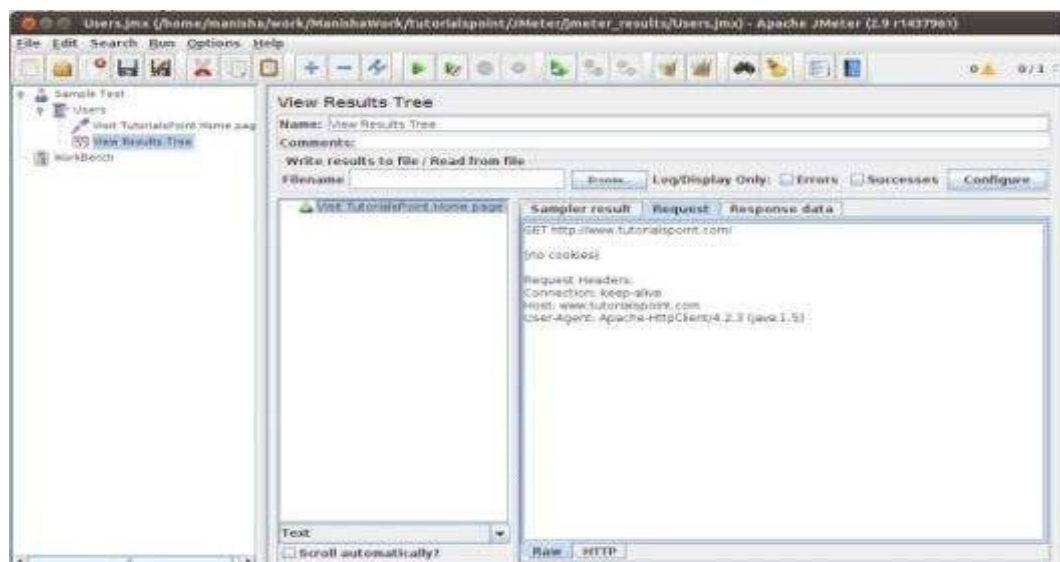 Users.jmx (/home/manisha/work/ManishaWork/tutorialspoint/JMeter/jmeter_results/Users.jmx) - Apache JMeter (2.9 r1437961)
File Edit Search Run Options Help
0 0/1
Sample Test
Users
Visit TutorialsPoint Home pag
View Results Tree
WorkBench
View Results Tree
Name: View Results Tree
Comments:
Write results to file / Read from file
Filename Browse... Log/Display Only: Errors Successes Configure
Visit TutorialsPoint Home page
Sampler result Request Response data
GET http://www.tutorialspoint.com/
[no cookies]
Request Headers:
Connection: keep-alive
Host: www.tutorialspoint.com
User-Agent: Apache-HttpClient/4.2.3 (java 1.5)
Text
Scroll automatically?
Raw HTTP